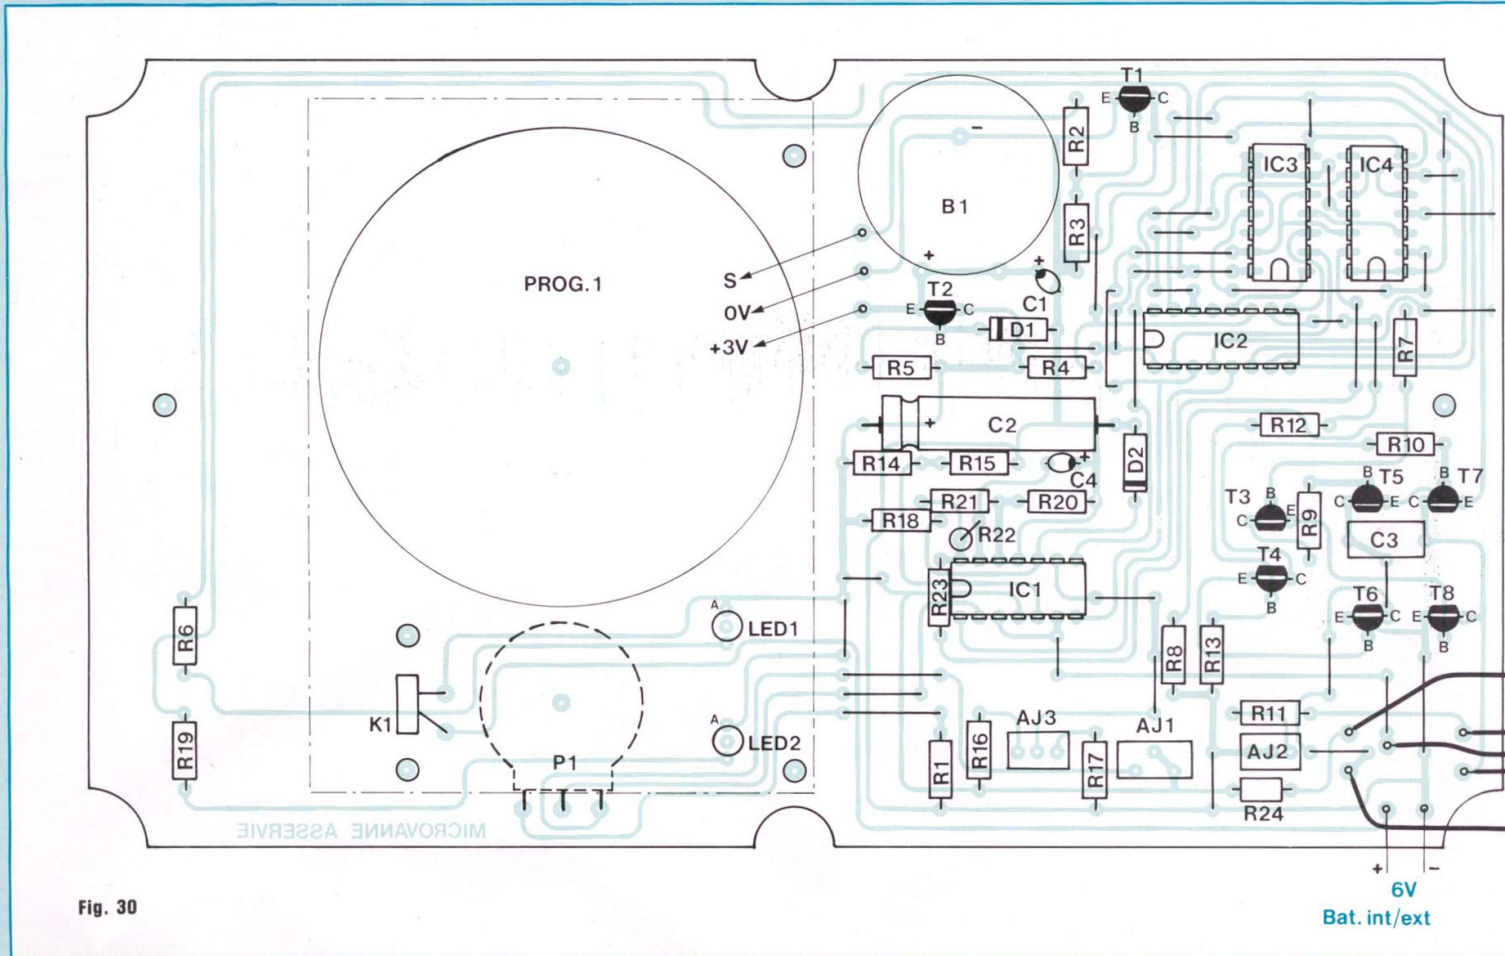 T1
E C
B
R2
IC3
IC4
-
B1
R3
S
0V
+3V
PROG.1
+
+
C1
T2
E C
B
D1
IC2
R5
R4
R7
+
C2
R12
R10
R14
R15
+
C4
D2
B
T5
C E
B
T7
C E
T3
B
E
C
R9
R21
R20
R18
R22
C3
T4
E C
B
R23
IC1
T6
E C
B
T8
E C
B
A
LED1
R6
R8
R13
K1
R19
A
LED2
P1
AJ3
AJ1
R11
R1
R16
R17
AJ2
R24
MICROVANNE ASSERVIE
+ -
6V
Bat. int/ext
Fig. 30